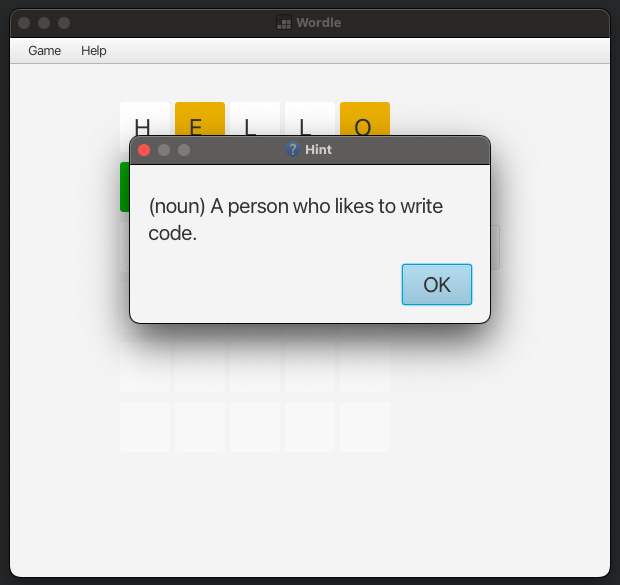 Wordle
Game Help
H E L L O
Hint
(noun) A person who likes to write
code.
OK